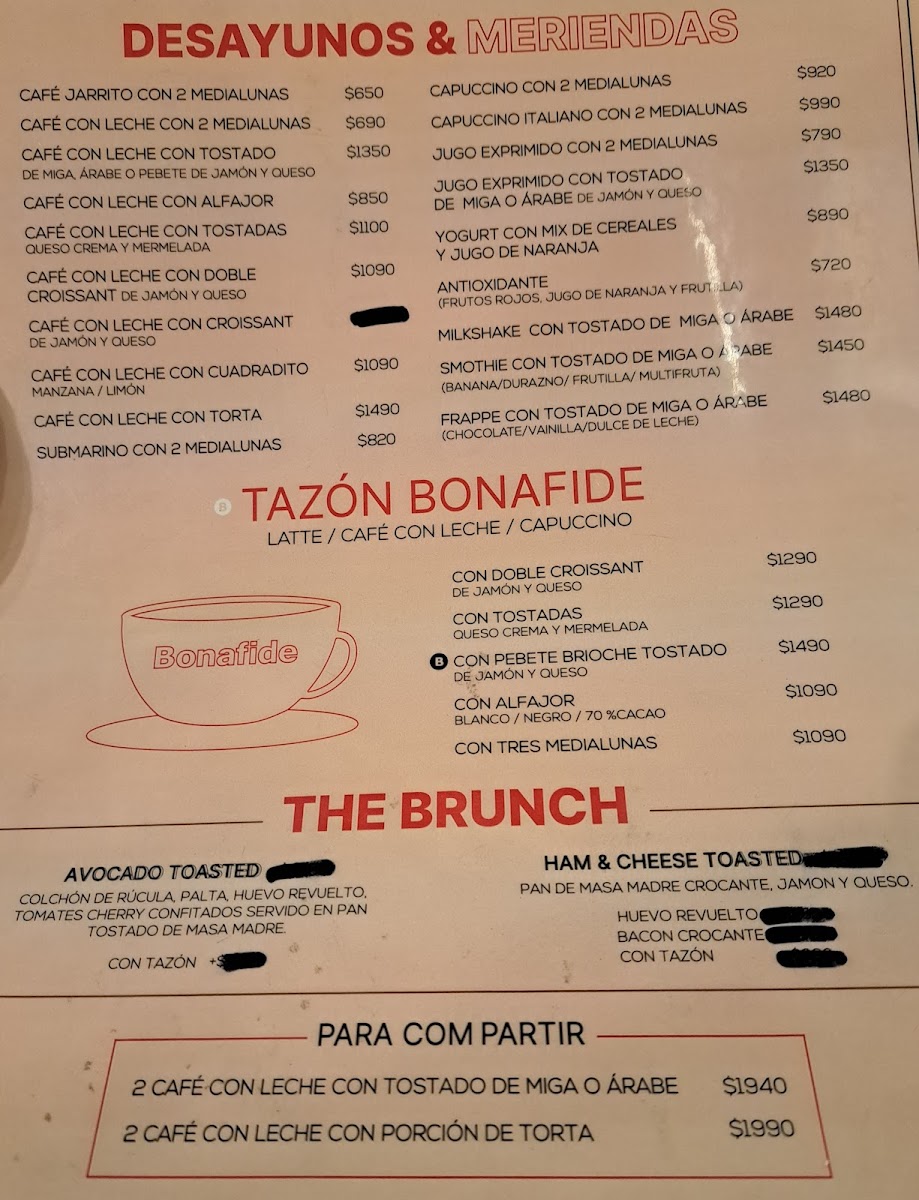 DESAYUNOS & MERIENDAS
CAFÉ JARRITO CON 2 MEDIALUNAS $650
CAFÉ CON LECHE CON 2 MEDIALUNAS $690
CAFÉ CON LECHE CON TOSTADO $1350
DE MIGA, ÁRABE O PEBETE DE JAMÓN Y QUESO
CAFÉ CON LECHE CON ALFAJOR $850
CAFÉ CON LECHE CON TOSTADAS $1100
QUESO CREMA Y MERMELADA
CAFÉ CON LECHE CON DOBLE $1090
CROISSANT DE JAMÓN Y QUESO
CAFÉ CON LECHE CON CROISSANT
DE JAMÓN Y QUESO
CAFÉ CON LECHE CON CUADRADITO $1090
MANZANA / LIMÓN
CAFÉ CON LECHE CON TORTA $1490
SUBMARINO CON 2 MEDIALUNAS $820
CAPUCCINO CON 2 MEDIALUNAS $920
CAPUCCINO ITALIANO CON 2 MEDIALUNAS $990
JUGO EXPRIMIDO CON 2 MEDIALUNAS $790
JUGO EXPRIMIDO CON TOSTADO $1350
DE MIGA O ÁRABE DE JAMÓN Y QUESO
YOGURT CON MIX DE CEREALES $890
Y JUGO DE NARANJA
ANTIOXIDANTE $720
(FRUTOS ROJOS, JUGO DE NARANJA Y FRUTILLA)
MILKSHAKE CON TOSTADO DE MIGA O ÁRABE $1480
SMOTHIE CON TOSTADO DE MIGA O ÁRABE $1450
(BANANA/DURAZNO/ FRUTILLA/ MULTIFRUTA)
FRAPPE CON TOSTADO DE MIGA O ÁRABE $1480
(CHOCOLATE/VAINILLA/DULCE DE LECHE)
B TAZÓN BONAFIDE
LATTE / CAFÉ CON LECHE / CAPUCCINO
Bonafide
CON DOBLE CROISSANT $1290
DE JAMÓN Y QUESO
CON TOSTADAS $1290
QUESO CREMA Y MERMELADA
B CON PEBETE BRIOCHE TOSTADO $1490
DE JAMÓN Y QUESO
CON ALFAJOR $1090
BLANCO / NEGRO / 70 %CACAO
CON TRES MEDIALUNAS $1090
THE BRUNCH
AVOCADO TOASTED
COLCHÓN DE RÚCULA, PALTA, HUEVO REVUELTO,
TOMATES CHERRY CONFITADOS SERVIDO EN PAN
TOSTADO DE MASA MADRE.
CON TAZÓN +$
HAM & CHEESE TOASTED
PAN DE MASA MADRE CROCANTE, JAMON Y QUESO.
HUEVO REVUELTO
BACON CROCANTE
CON TAZÓN
PARA COMPARTIR
2 CAFÉ CON LECHE CON TOSTADO DE MIGA O ÁRABE $1940
2 CAFÉ CON LECHE CON PORCIÓN DE TORTA $1990